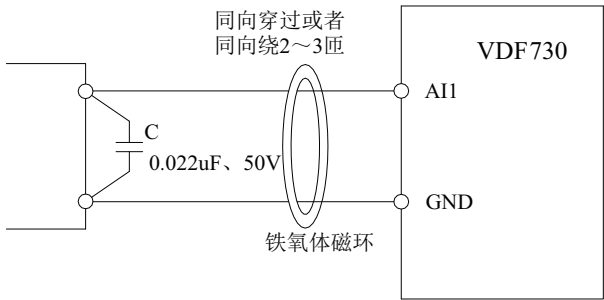 同向穿过或者
同向绕2～3匝
VDF730
AI1
C
0.022uF、50V
GND
铁氧体磁环